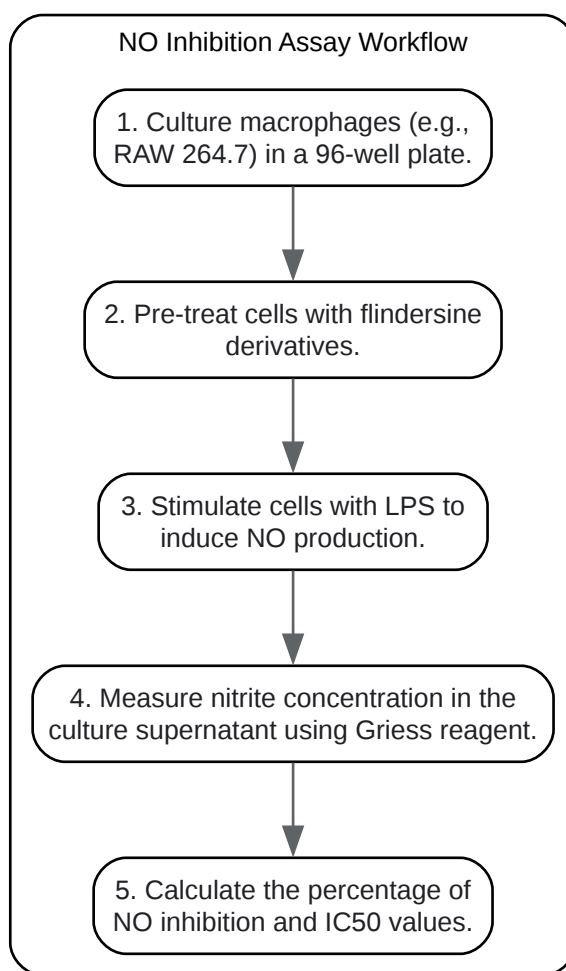 NO Inhibition Assay Workflow
1. Culture macrophages (e.g.,
RAW 264.7) in a 96-well plate.
2. Pre-treat cells with flindersine
derivatives.
3. Stimulate cells with LPS to
induce NO production.
4. Measure nitrite concentration in the
culture supernatant using Griess reagent.
5. Calculate the percentage of
NO inhibition and IC50 values.